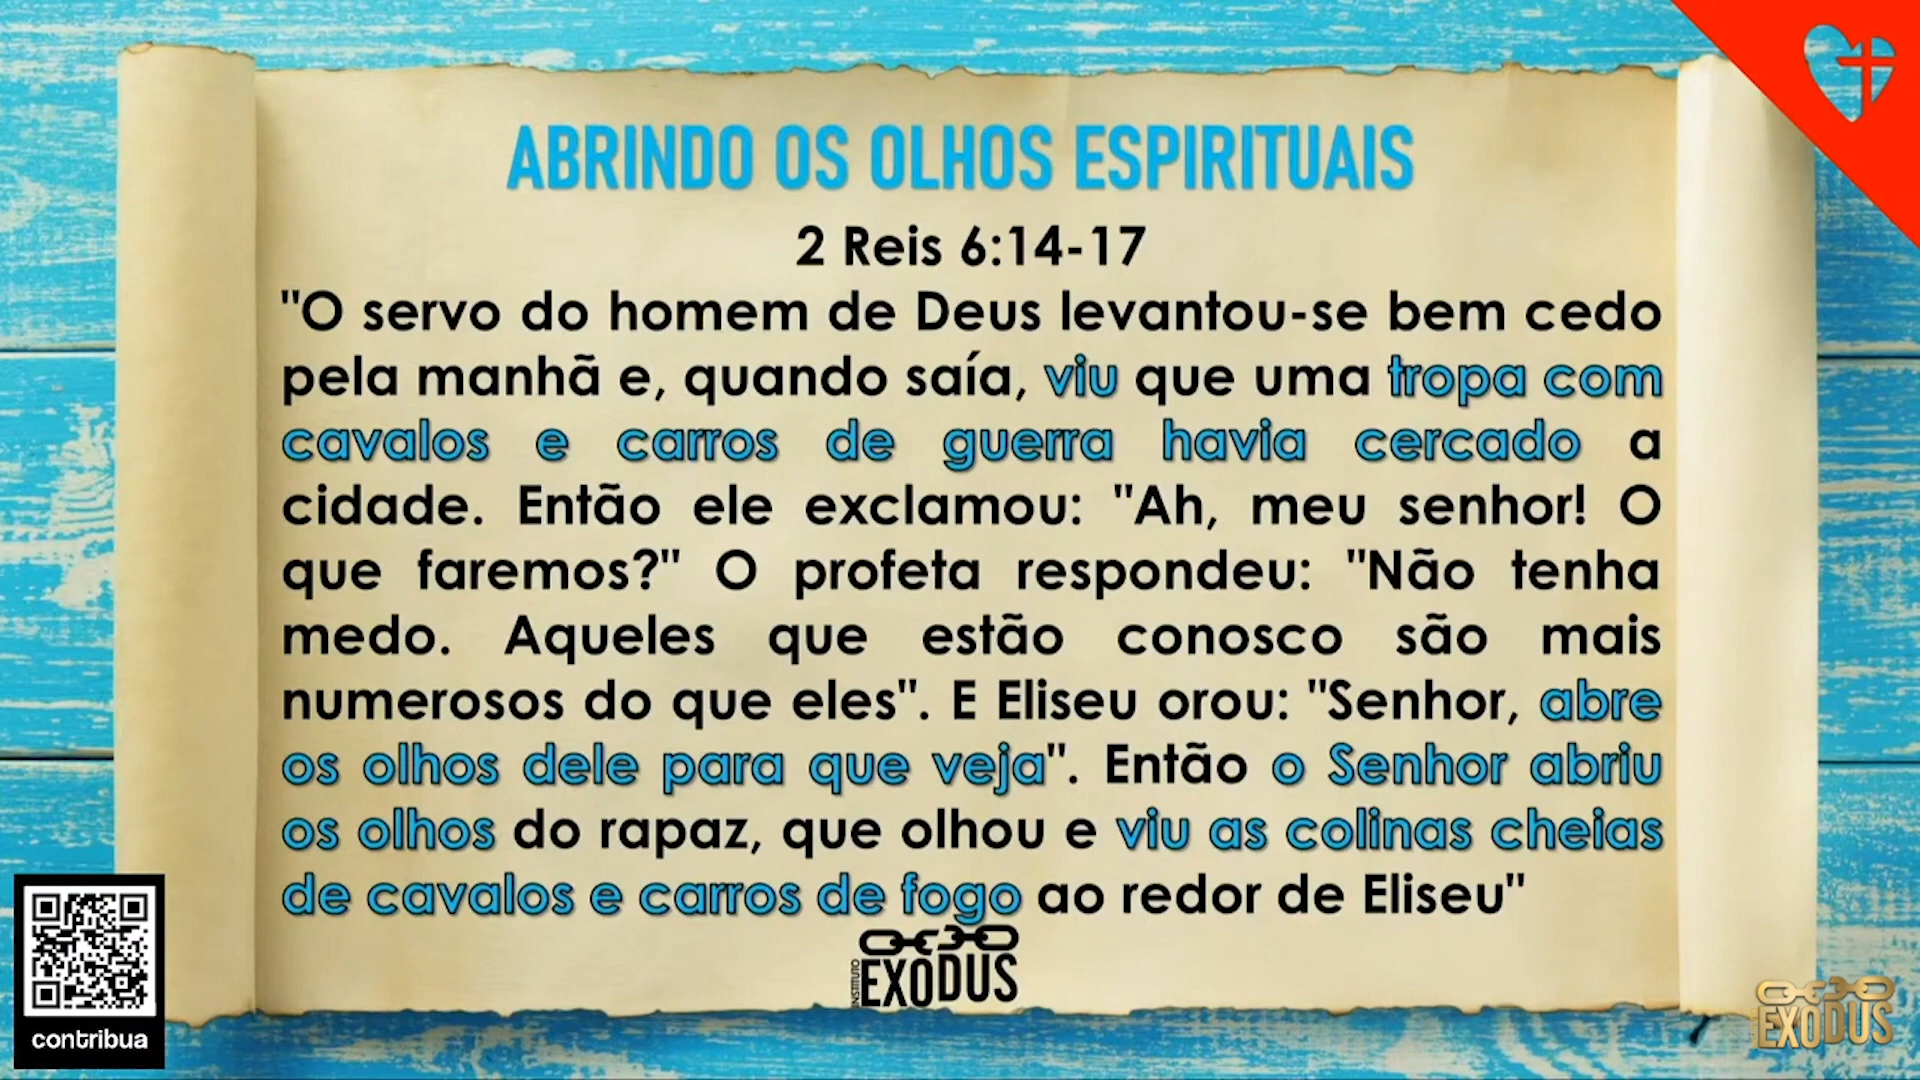 ABRINDO OS OLHOS ESPIRITUAIS
2 Reis 6:14-17
"O servo do homem de Deus levantou-se bem cedo
pela manhã e, quando saía, viu que uma tropa com
cavalos e carros de guerra havia cercado a
cidade. Então ele exclamou: "Ah, meu senhor! O
que faremos?" O profeta respondeu: "Não tenha
medo. Aqueles que estão conosco são mais
numerosos do que eles". E Eliseu orou: "Senhor, abre
os olhos dele para que veja". Então o Senhor abriu
os olhos do rapaz, que olhou e viu as colinas cheias
de cavalos e carros de fogo ao redor de Eliseu"
INSTITUTO
EXODUS
contribua
EXODUS